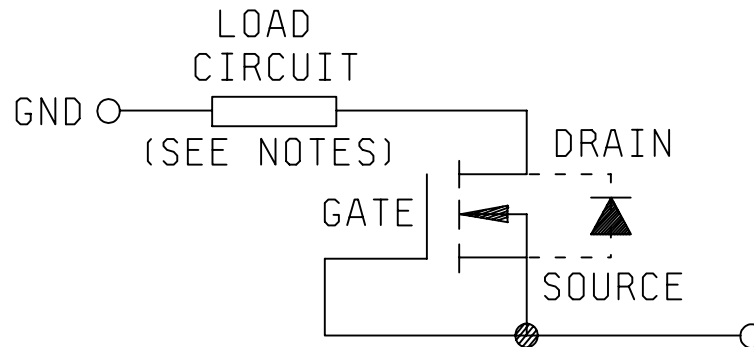 LOAD
CIRCUIT
GND
(SEE NOTES)
DRAIN
GATE
SOURCE